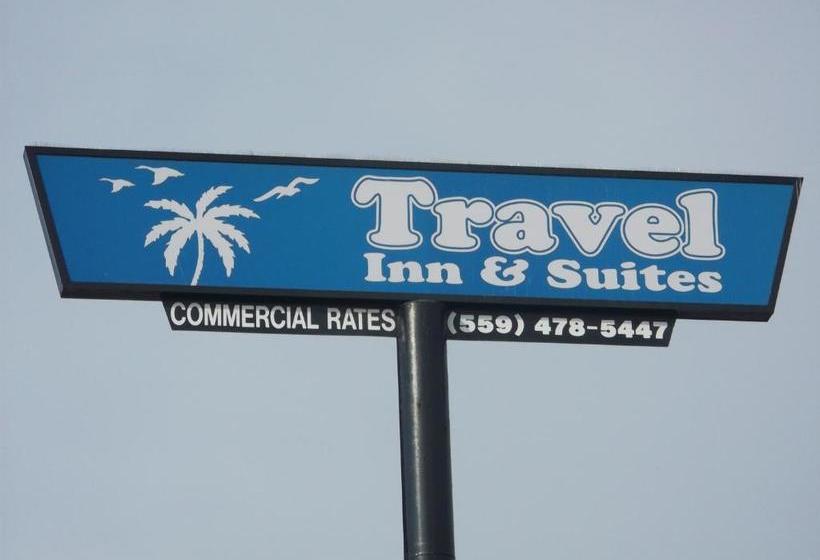 Travel
Inn & Suites
COMMERCIAL RATES (559) 478-5447